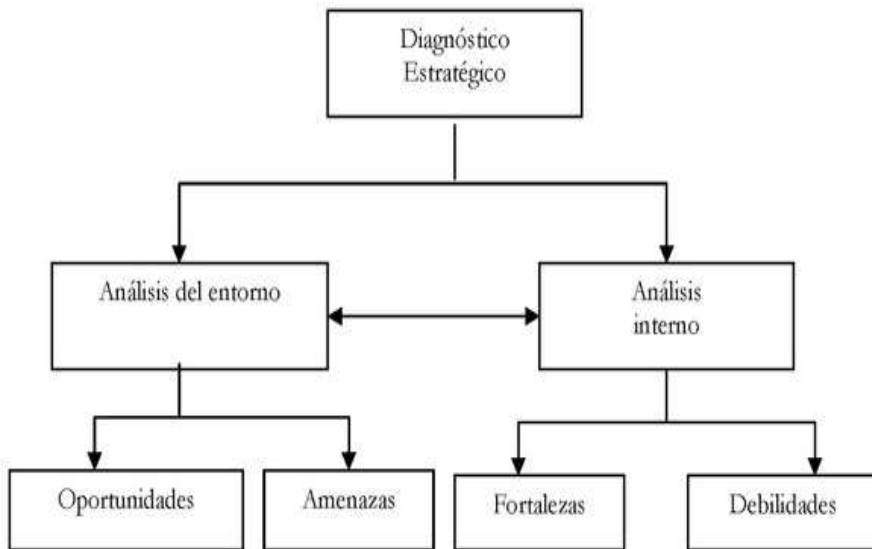 Diagnóstico
Estratégico
Análisis del entorno
Análisis
interno
Oportunidades
Amenazas
Fortalezas
Debilidades